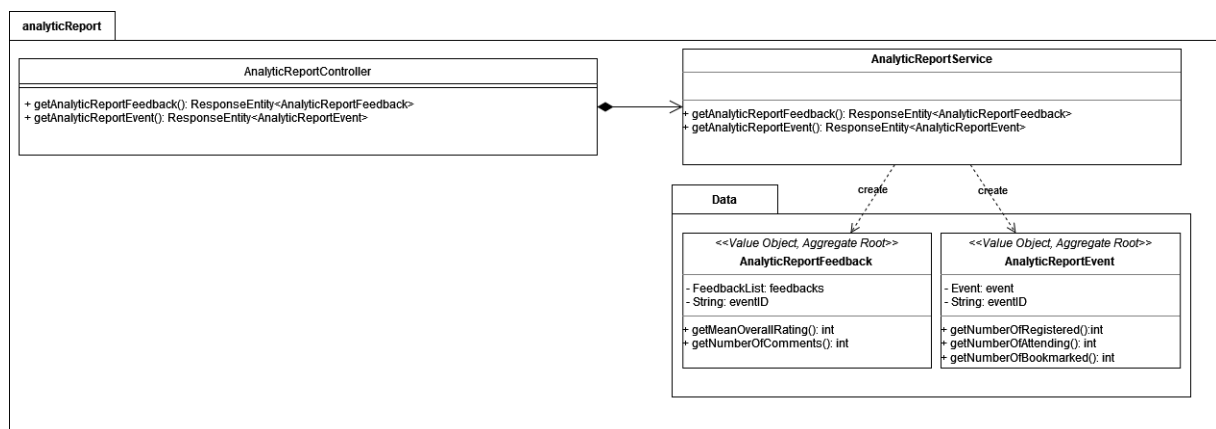 analyticReport
AnalyticReportController
+ getAnalyticReportFeedback(): ResponseEntity<AnalyticReportFeedback>
+ getAnalyticReportEvent(): ResponseEntity<AnalyticReportEvent>
AnalyticReportService
+ getAnalyticReportFeedback(): ResponseEntity<AnalyticReportFeedback>
+ getAnalyticReportEvent(): ResponseEntity<AnalyticReportEvent>
create
create
Data
<<Value Object, Aggregate Root>>
AnalyticReportFeedback
- FeedbackList: feedbacks
- String: eventID
+ getMeanOverallRating(): int
+ getNumberOfComments(): int
<<Value Object, Aggregate Root>>
AnalyticReportEvent
- Event: event
- String: eventID
+ getNumberOfRegistered():int
+ getNumberOfAttending(): int
+ getNumberOfBookmarked(): int